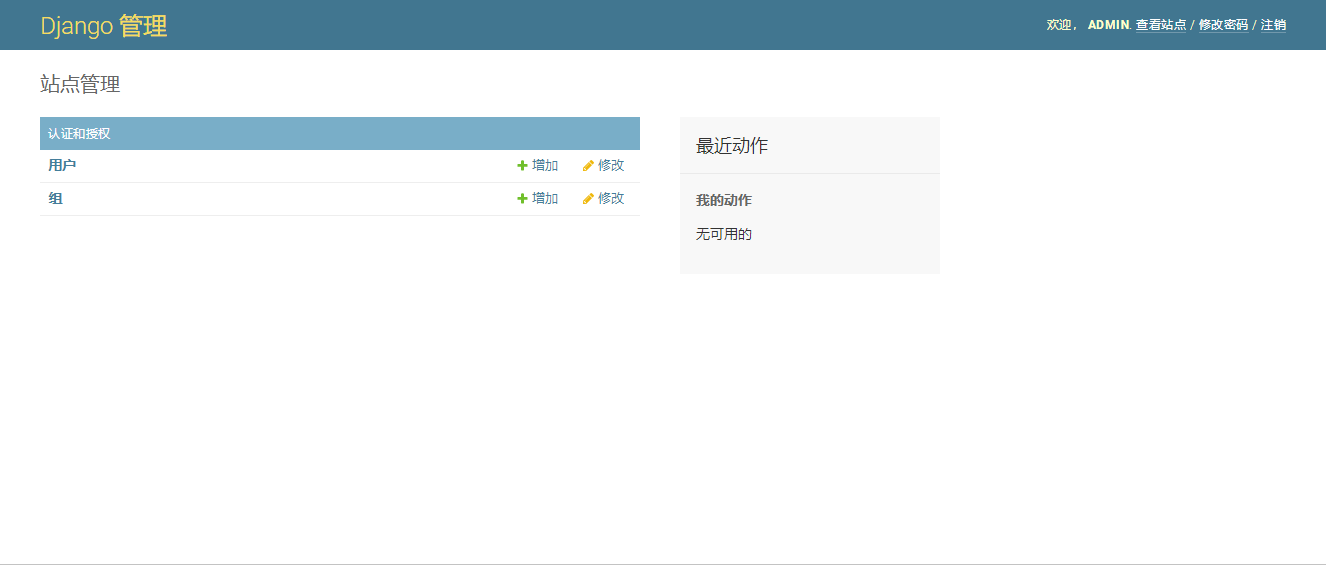 Django 管理
欢迎， ADMIN. 查看站点 / 修改密码 / 注销
站点管理
认证和授权
用户 增加 修改
组 增加 修改
最近动作
我的动作
无可用的